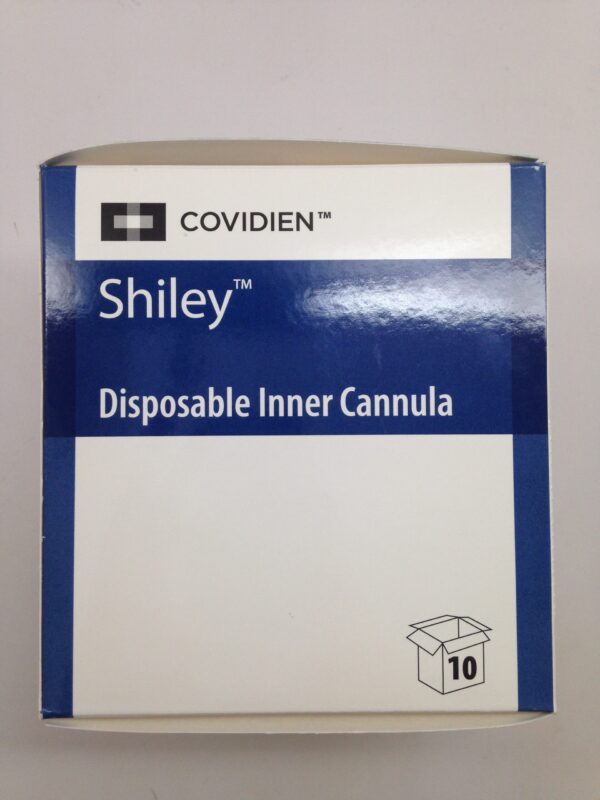 COVIDIEN™
Shiley™
Disposable Inner Cannula
10